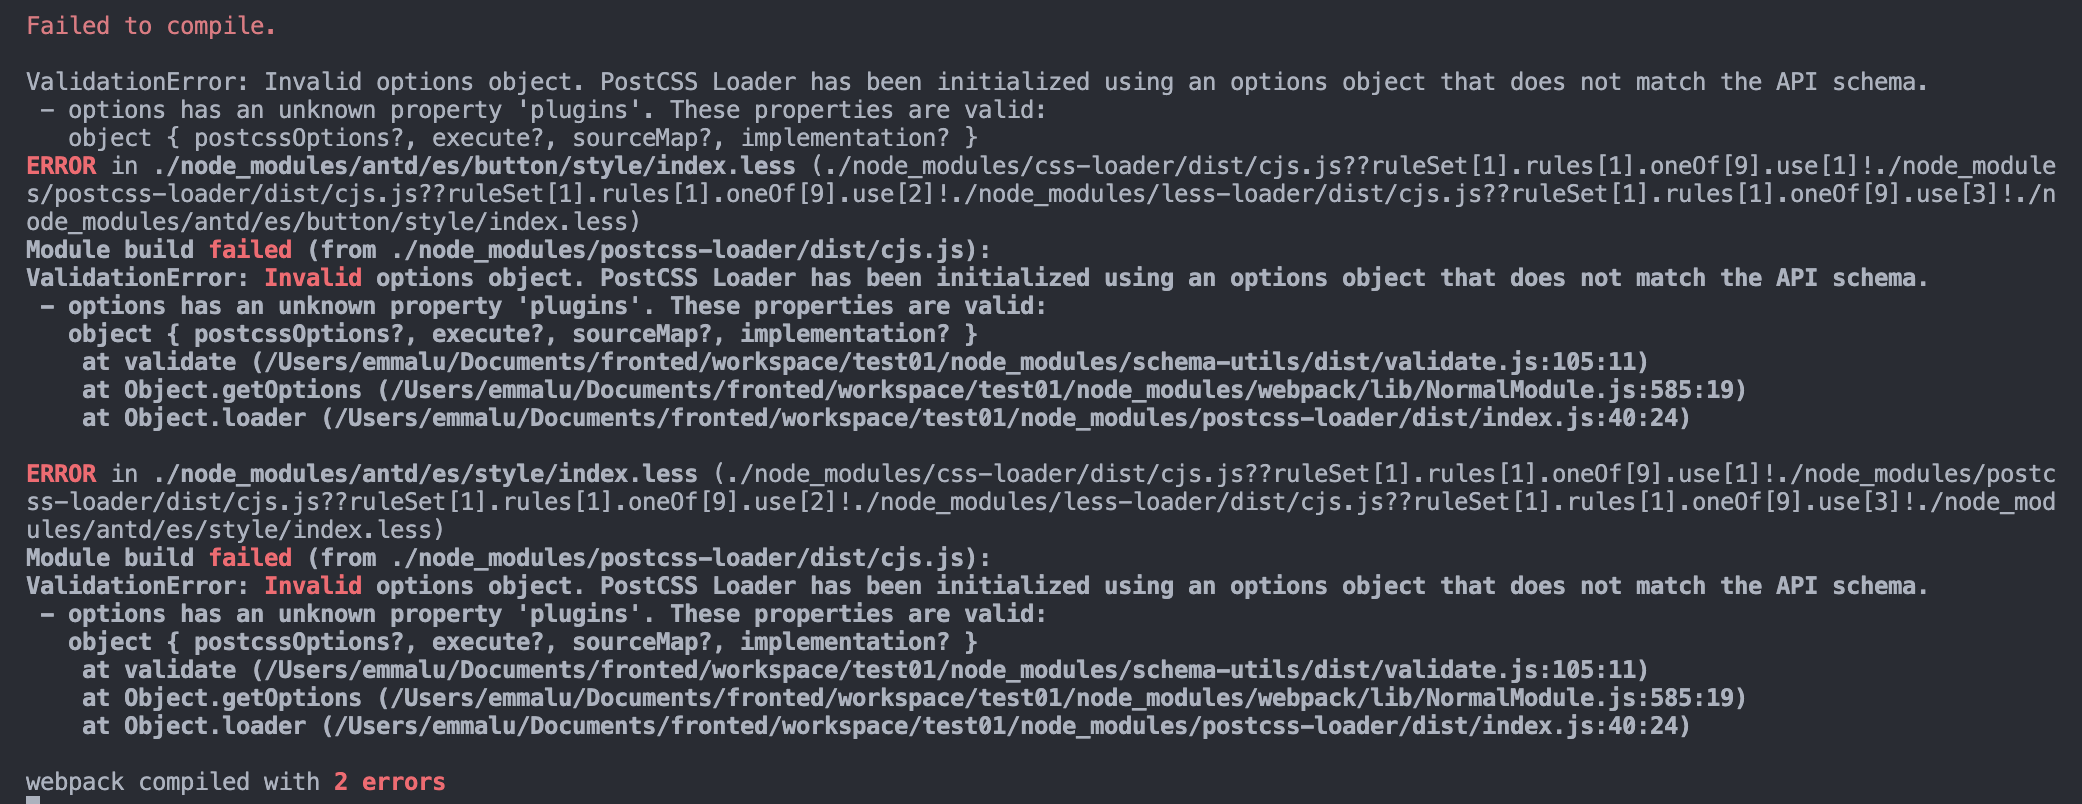 Failed to compile.
ValidationError: Invalid options object. PostCSS Loader has been initialized using an options object that does not match the API schema.
 - options has an unknown property 'plugins'. These properties are valid:
   object { postcssOptions?, execute?, sourceMap?, implementation? }
ERROR in ./node_modules/antd/es/button/style/index.less (./node_modules/css-loader/dist/cjs.js??ruleSet[1].rules[1].oneOf[9].use[1]!./node_module
s/postcss-loader/dist/cjs.js??ruleSet[1].rules[1].oneOf[9].use[2]!./node_modules/less-loader/dist/cjs.js??ruleSet[1].rules[1].oneOf[9].use[3]!./n
ode_modules/antd/es/button/style/index.less)
Module build failed (from ./node_modules/postcss-loader/dist/cjs.js):
ValidationError: Invalid options object. PostCSS Loader has been initialized using an options object that does not match the API schema.
 - options has an unknown property 'plugins'. These properties are valid:
   object { postcssOptions?, execute?, sourceMap?, implementation? }
    at validate (/Users/emmalu/Documents/fronted/workspace/test01/node_modules/schema-utils/dist/validate.js:105:11)
    at Object.getOptions (/Users/emmalu/Documents/fronted/workspace/test01/node_modules/webpack/lib/NormalModule.js:585:19)
    at Object.loader (/Users/emmalu/Documents/fronted/workspace/test01/node_modules/postcss-loader/dist/index.js:40:24)
ERROR in ./node_modules/antd/es/style/index.less (./node_modules/css-loader/dist/cjs.js??ruleSet[1].rules[1].oneOf[9].use[1]!./node_modules/postc
ss-loader/dist/cjs.js??ruleSet[1].rules[1].oneOf[9].use[2]!./node_modules/less-loader/dist/cjs.js??ruleSet[1].rules[1].oneOf[9].use[3]!./node_mod
ules/antd/es/style/index.less)
Module build failed (from ./node_modules/postcss-loader/dist/cjs.js):
ValidationError: Invalid options object. PostCSS Loader has been initialized using an options object that does not match the API schema.
 - options has an unknown property 'plugins'. These properties are valid:
   object { postcssOptions?, execute?, sourceMap?, implementation? }
    at validate (/Users/emmalu/Documents/fronted/workspace/test01/node_modules/schema-utils/dist/validate.js:105:11)
    at Object.getOptions (/Users/emmalu/Documents/fronted/workspace/test01/node_modules/webpack/lib/NormalModule.js:585:19)
    at Object.loader (/Users/emmalu/Documents/fronted/workspace/test01/node_modules/postcss-loader/dist/index.js:40:24)
webpack compiled with 2 errors